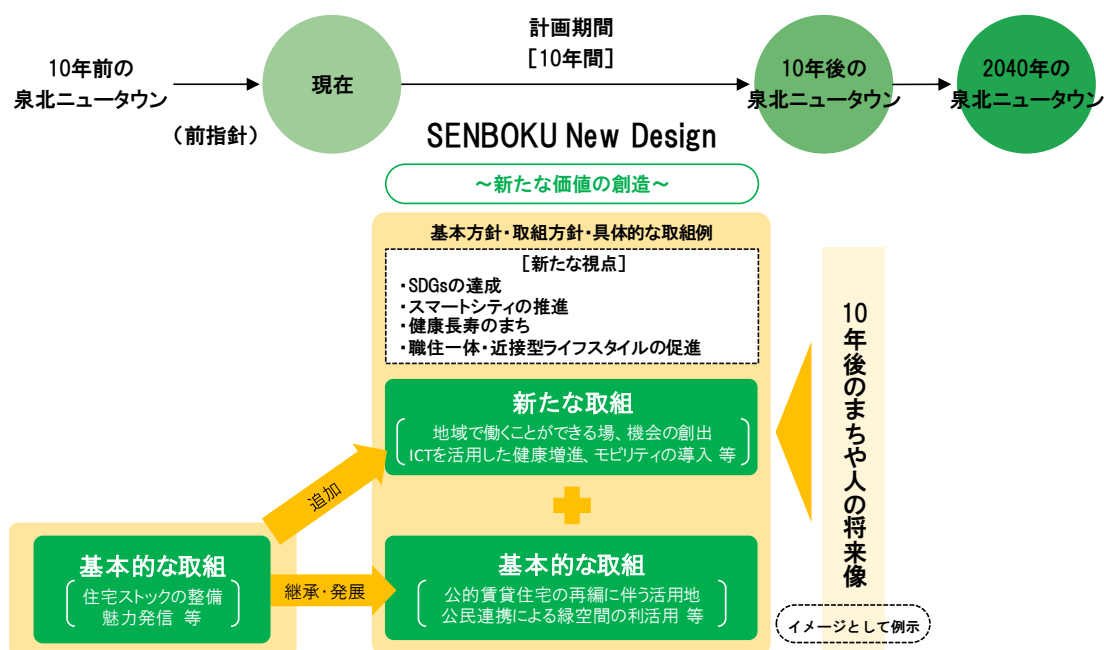 10年前の
泉北ニュータウン
(前指針)
現在
計画期間
[10年間]
10年後の
泉北ニュータウン
2040年の
泉北ニュータウン
SENBOKU New Design
～新たな価値の創造～
基本方針・取組方針・具体的な取組例
[新たな視点]
・SDGsの達成
・スマートシティの推進
・健康長寿のまち
・職住一体・近接型ライフスタイルの促進
新たな取組
地域で働くことができる場、機会の創出
ICTを活用した健康増進、モビリティの導入 等
追加
基本的な取組
住宅ストックの整備
魅力発信 等
継承・発展
基本的な取組
公的賃貸住宅の再編に伴う活用地
公民連携による緑空間の利活用 等
10年後のまちや人の将来像
イメージとして例示